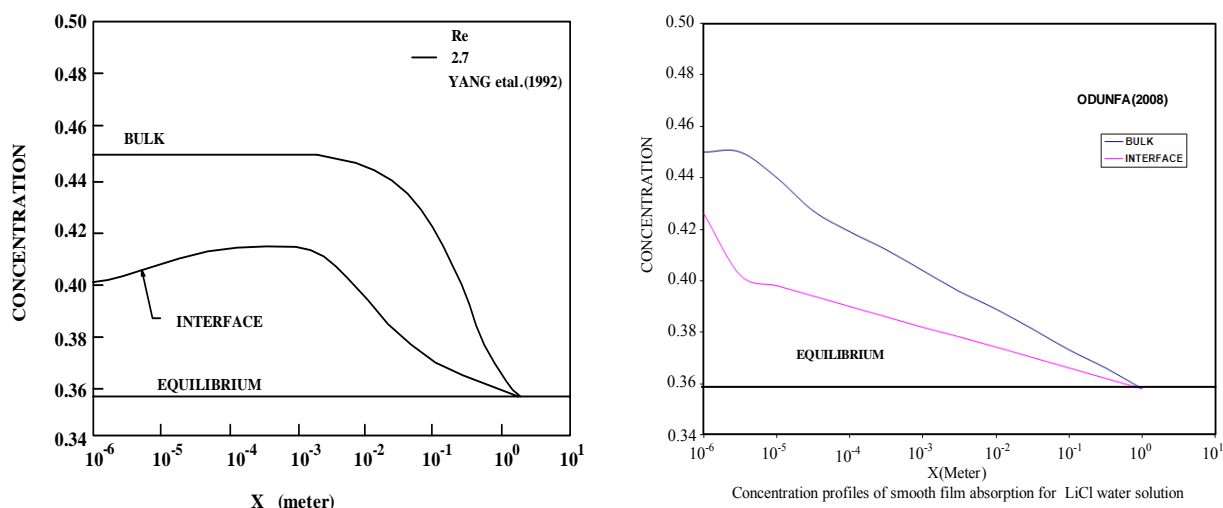 0.50
0.48
0.46
0.44
0.42
0.40
0.38
0.36
0.34
CONCENTRATION
Re
2.7
YANG etal.(1992)
BULK
INTERFACE
EQUILIBRIUM
10-6 10-5 10-4 10-3 10-2 10-1 100 101
X (meter)
0.50
0.48
0.46
0.44
0.42
0.40
0.38
0.36
0.34
CONCENTRATION
ODUNFA(2008)
BULK
INTERFACE
EQUILIBRIUM
10-6 10-5 10-4 10-3 10-2 10-1 100 101
X(Meter)
Concentration profiles of smooth film absorption for LiCl water solution